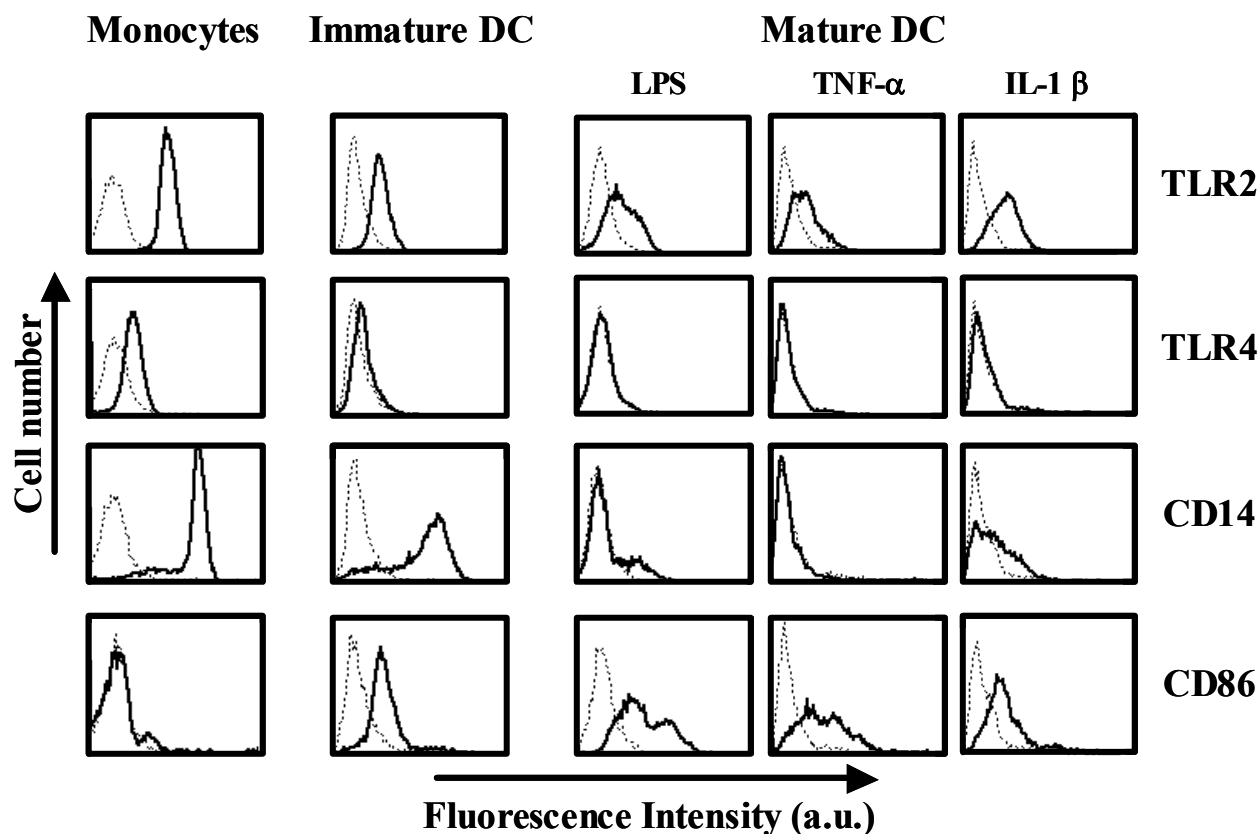 Monocytes Immature DC Mature DC
LPS TNF-α IL-1 β
TLR2
TLR4
Cell number
CD14
CD86
Fluorescence Intensity (a.u.)